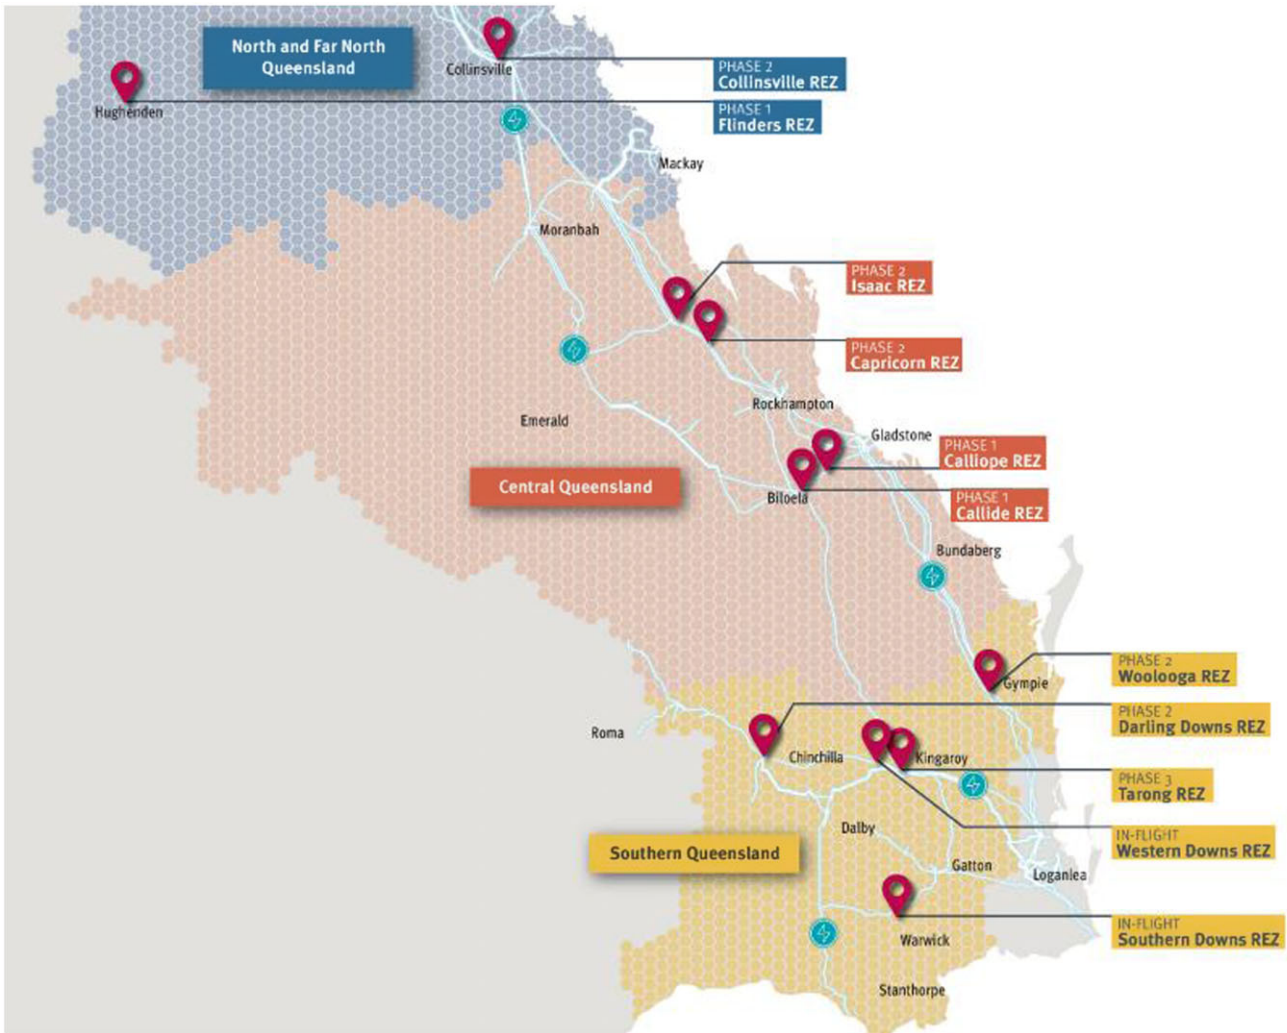 North and Far North
Queensland
Collinsville
PHASE 2
Collinsville REZ
Hughenden
PHASE 1
Flinders REZ
Mackay
Moranbah
PHASE 2
Isaac REZ
PHASE 2
Capricorn REZ
Rockhampton
Emerald
Gladstone
PHASE 1
Calliope REZ
Central Queensland
Biloela
PHASE 1
Callide REZ
Bundaberg
PHASE 2
Woolooga REZ
Gympie
PHASE 2
Darling Downs REZ
Roma
Chinchilla
Kingaroy
PHASE 3
Tarong REZ
Dalby
IN-FLIGHT
Western Downs REZ
Southern Queensland
Gatton
Loganlea
IN-FLIGHT
Southern Downs REZ
Warwick
Stanthorpe